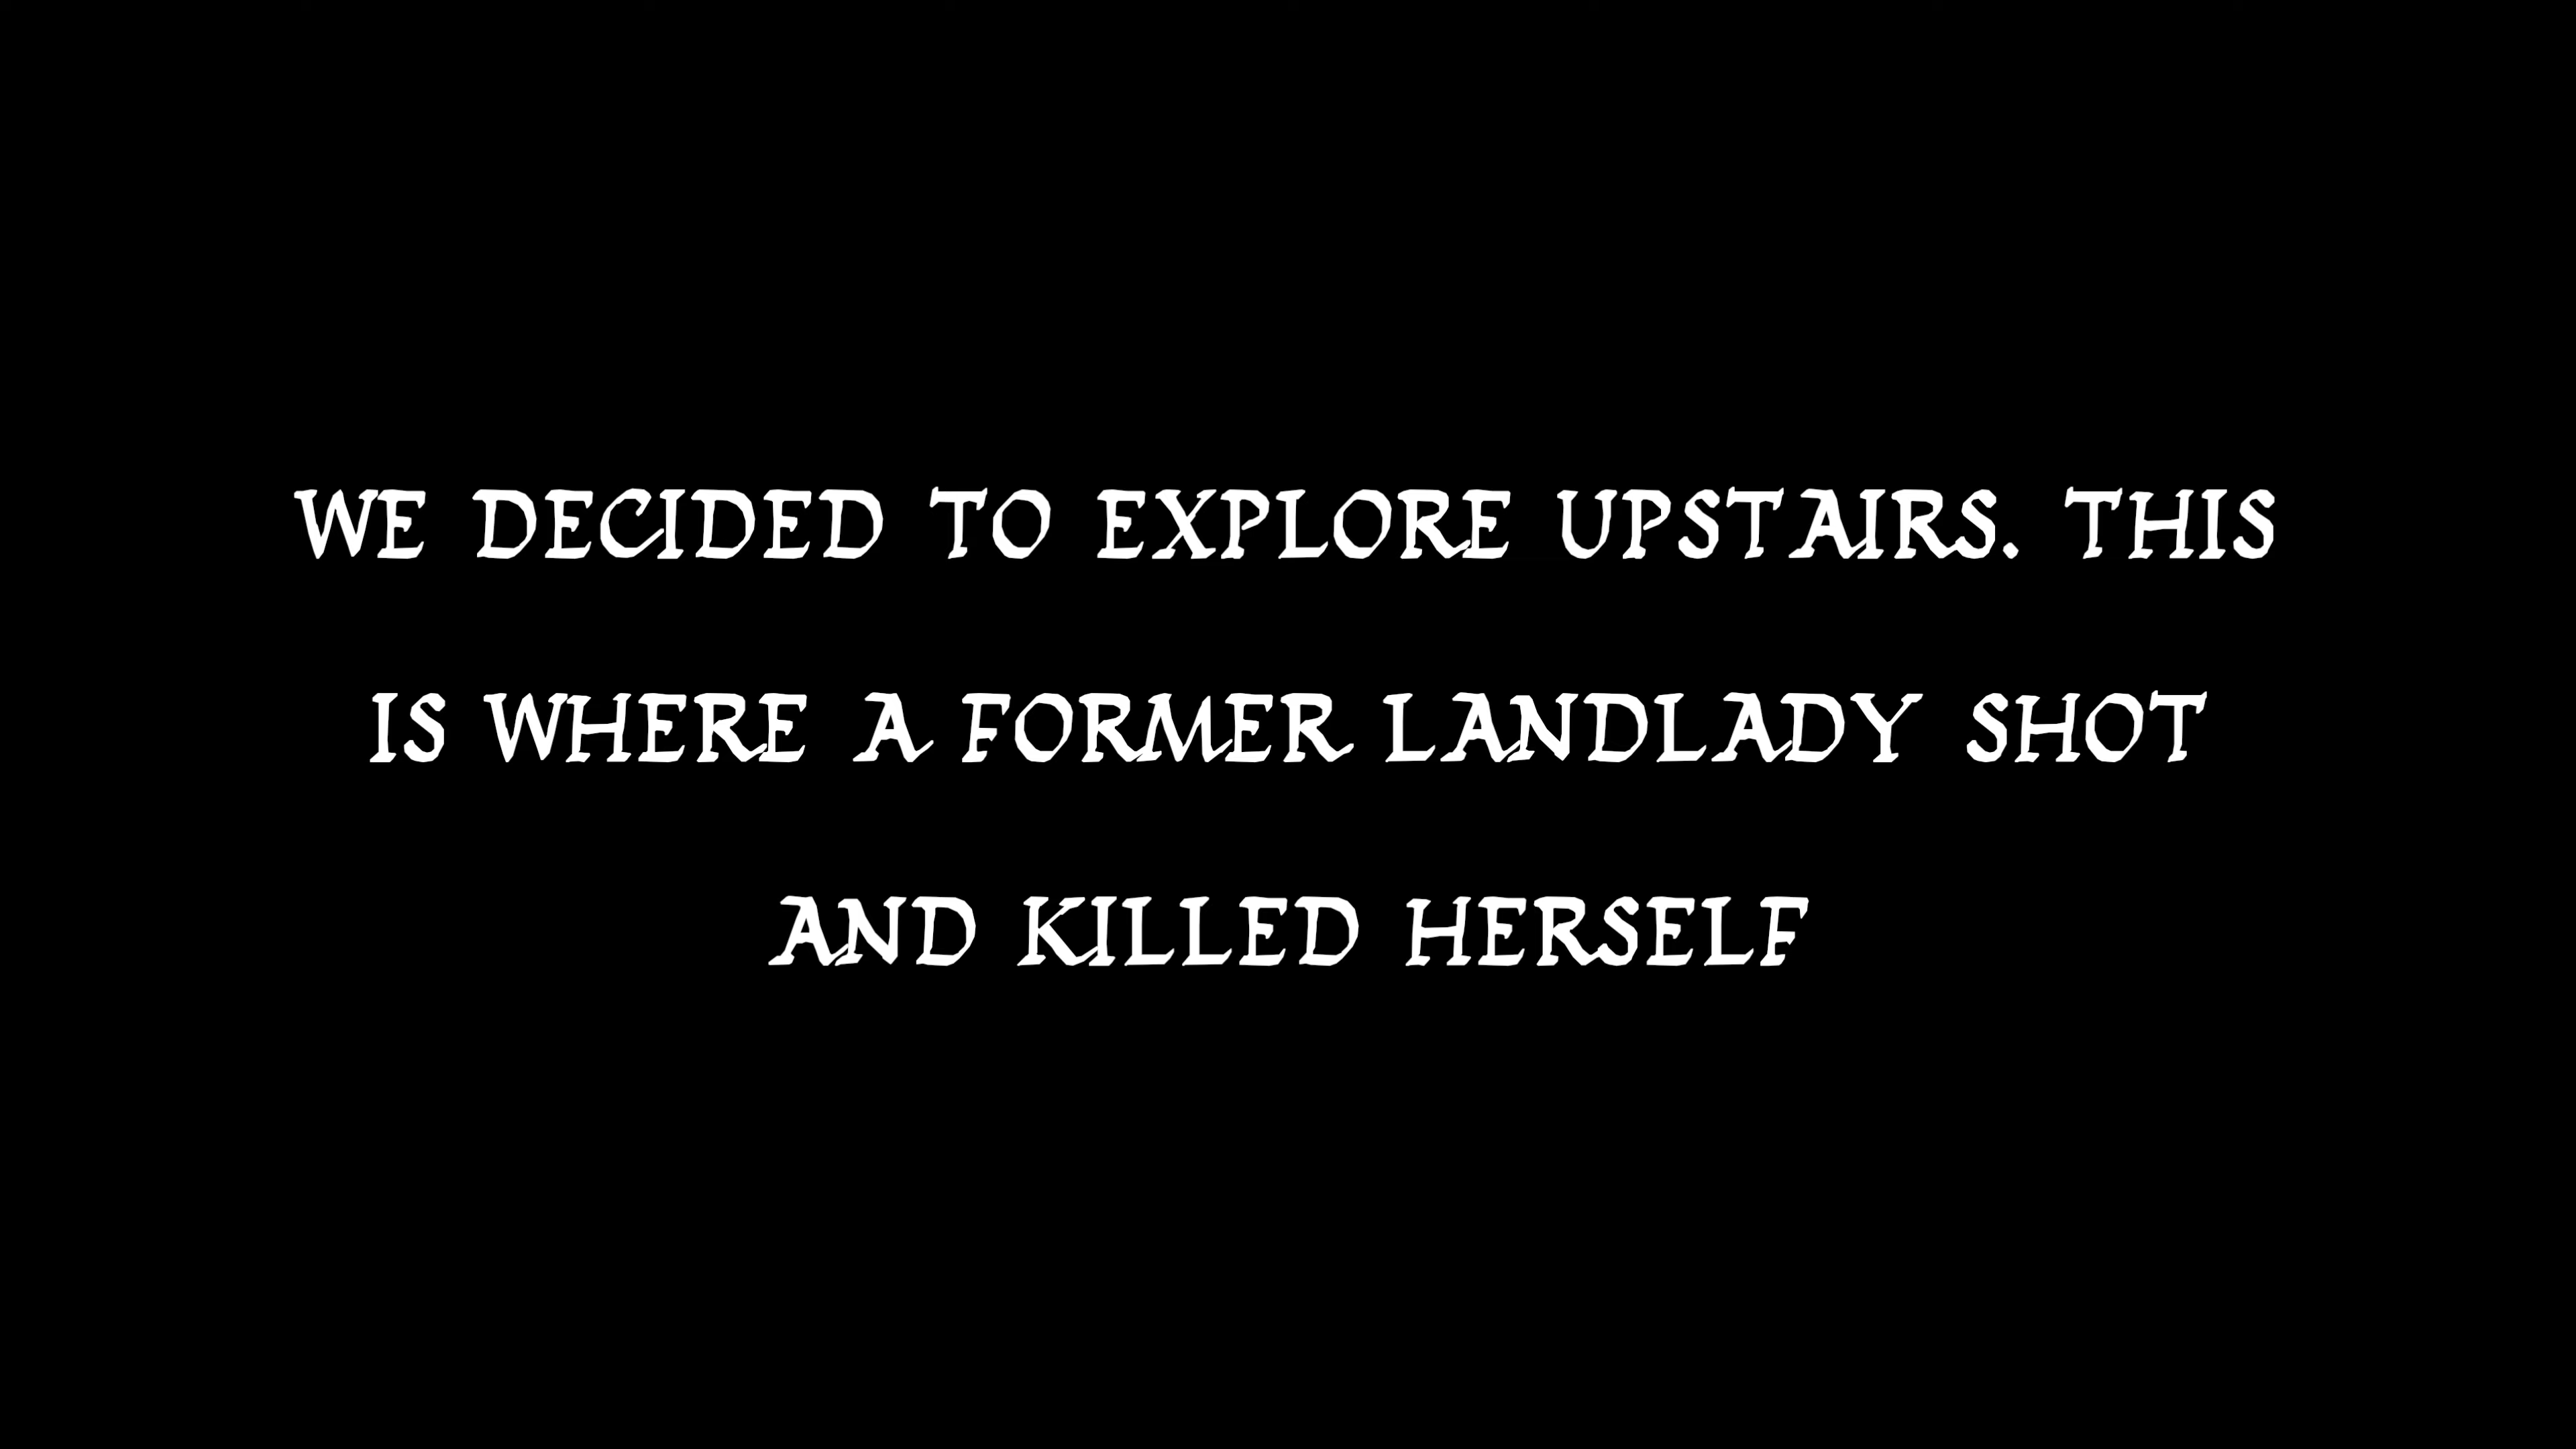 WE DECIDED TO EXPLORE UPSTAIRS. THIS
IS WHERE A FORMER LANDLADY SHOT
AND KILLED HERSELF